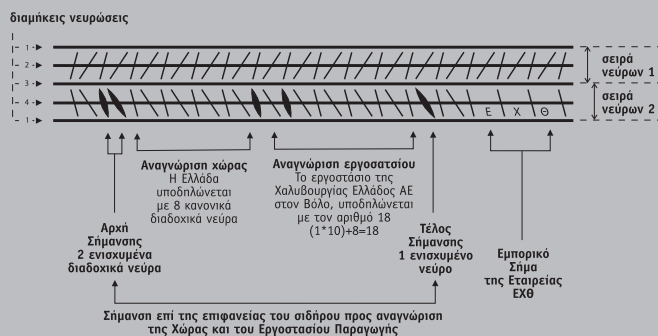 διαμήκεις νευρώσεις
1
2
3
4
1
σειρά
νεύρων 1
σειρά
νεύρων 2
Ε Χ Θ
Αναγνώριση χώρας
Η Ελλάδα
υποδηλώνεται
με 8 κανονικά
διαδοχικά νεύρα
Αναγνώριση εργοσατσίου
Το εργοστάσιο της
Χαλυβουργίας Ελλάδος ΑΕ
στον Βόλο, υποδηλώνεται
με τον αριθμό 18
(1*10)+8=18
Αρχή
Σήμανσης
2 ενισχυμένα
διαδοχικά νεύρα
Τέλος
Σήμανσης
1 ενισχυμένο
νεύρο
Εμπορικό
Σήμα
της Εταιρείας
ΕΧΘ
Σήμανση επί της επιφανείας του σιδήρου προς αναγνώριση
της Χώρας και του Εργοστασίου Παραγωγής